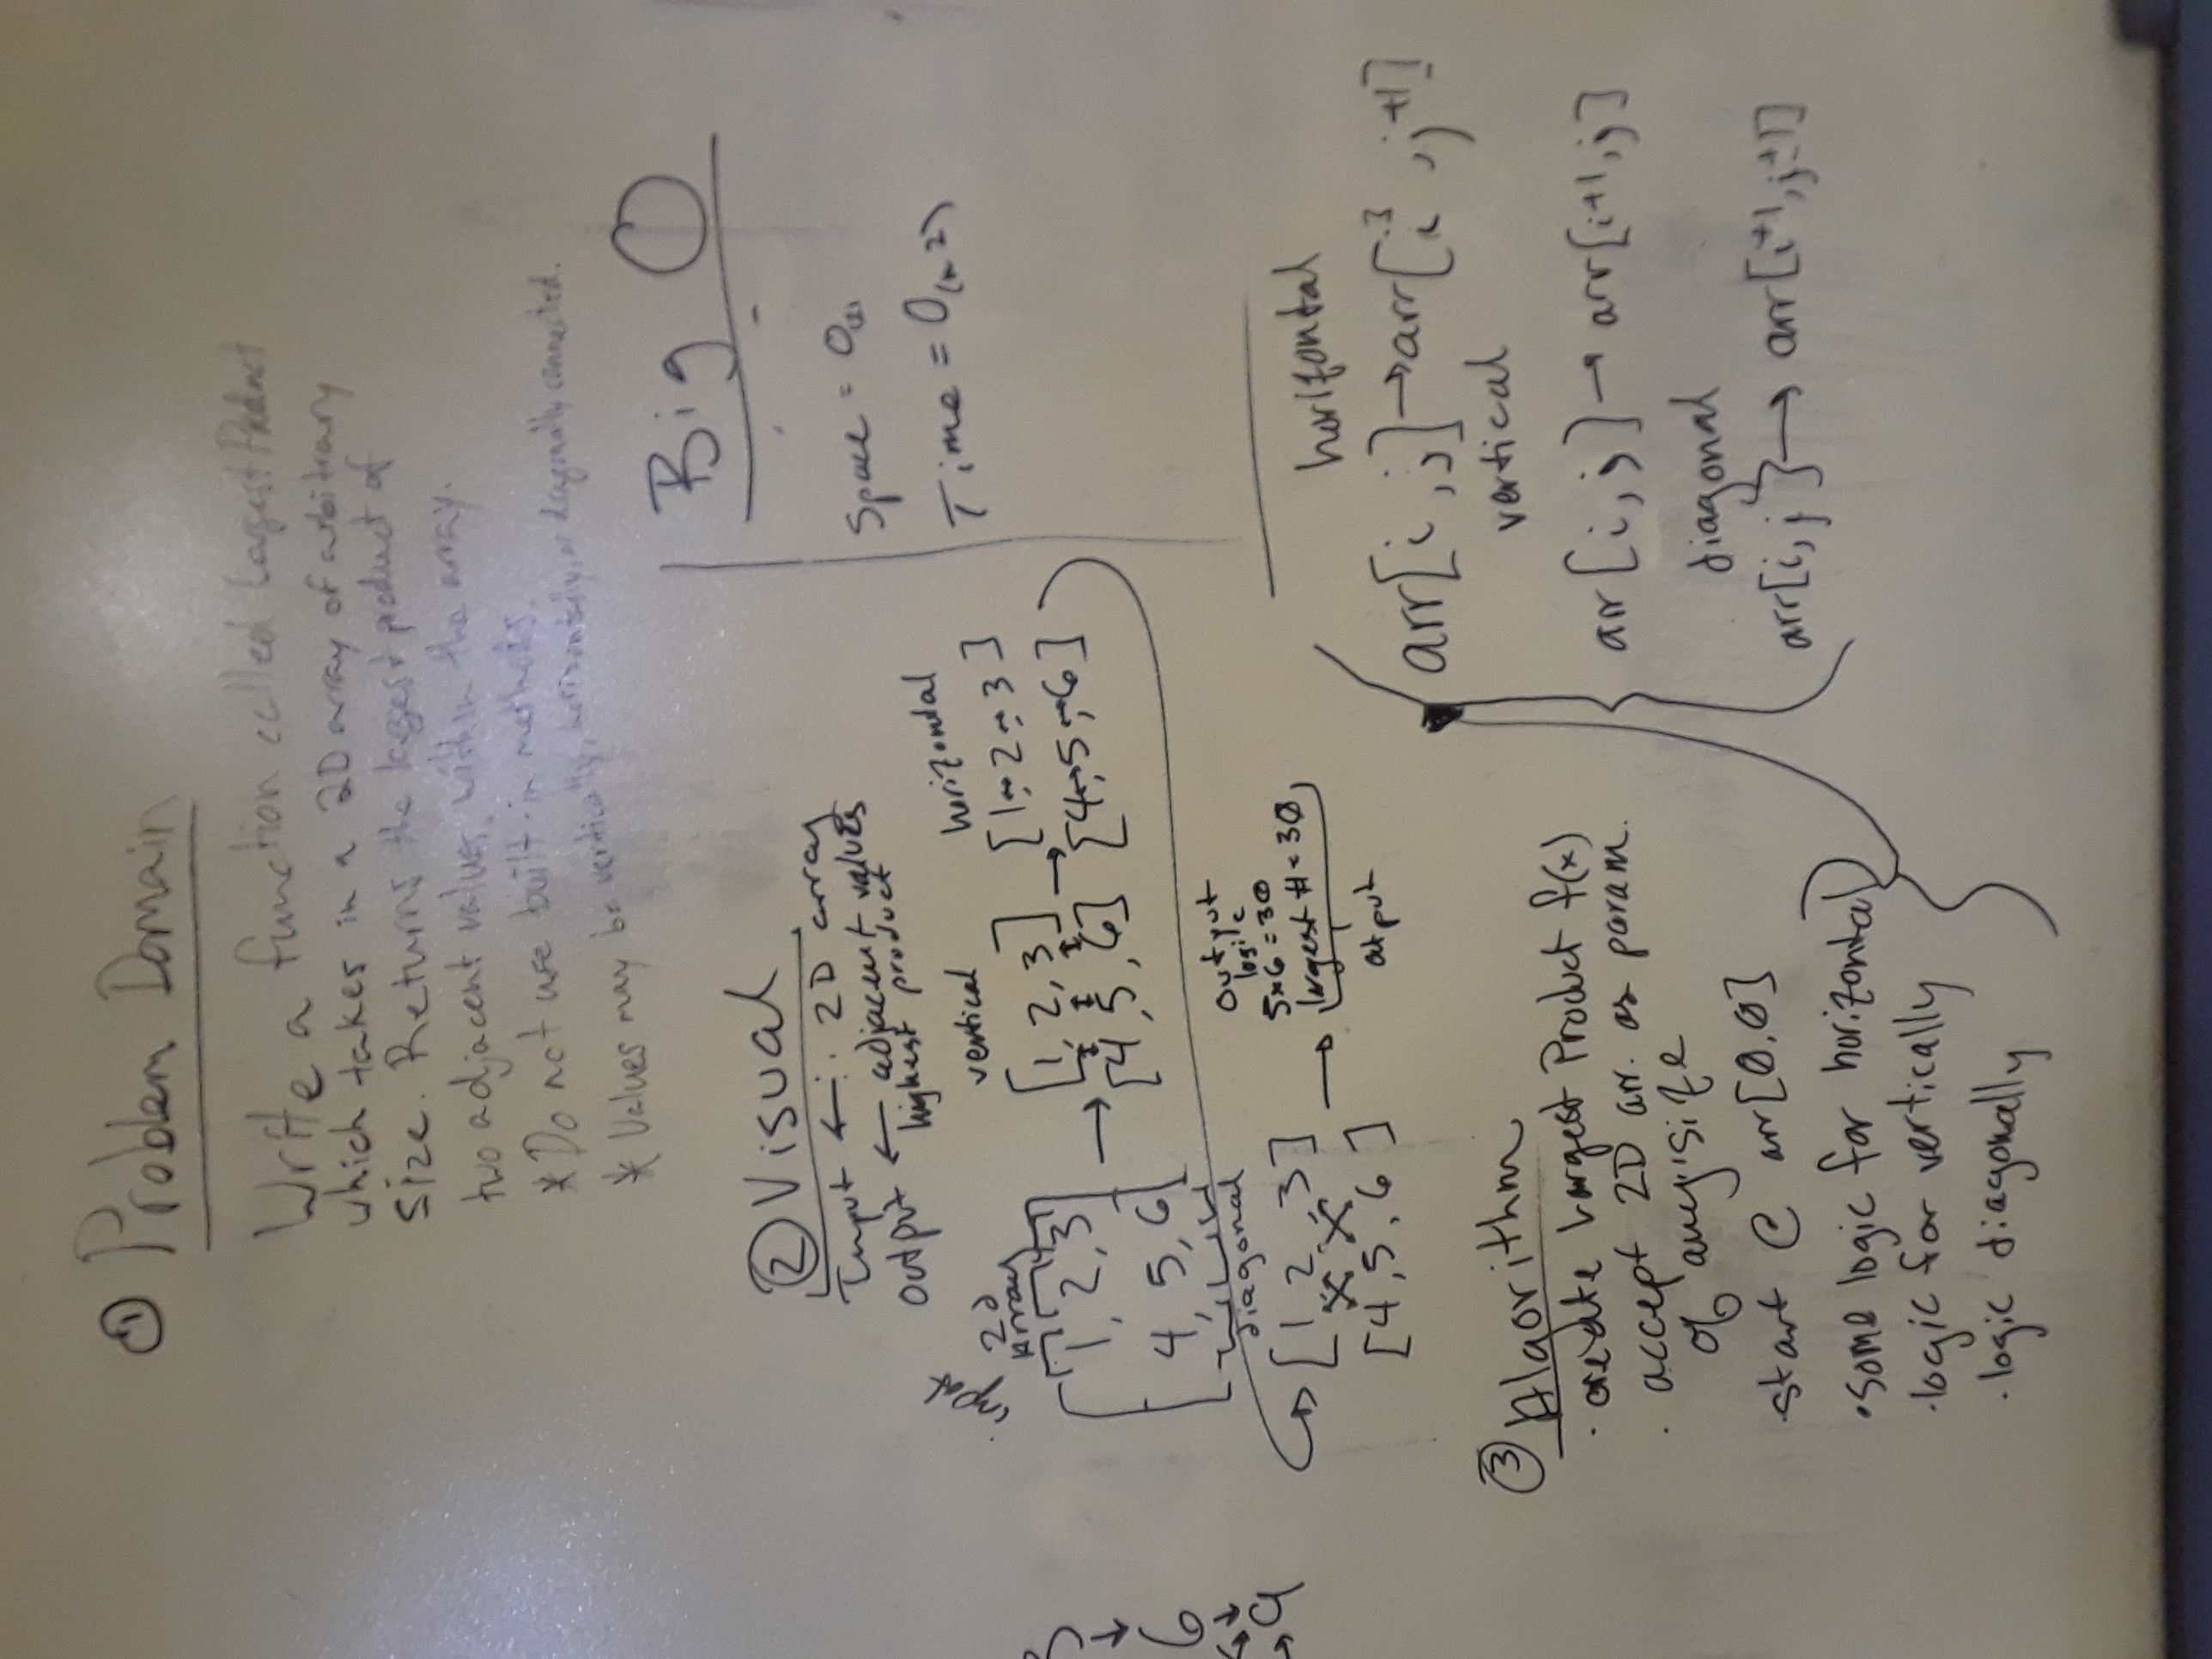 ① Problem Domain
Write a function called Largest Product
which takes in a 2D array of arbitrary
size. Returns the largest product of
two adjacent values within the array.
* Do not use built-in methods.
* Values may be vertically, horizontally, or diagonally connected.
Big O
Space =
Time = O(n2)
② Visual
Input ← : 2D array
Output ← adjacent values
highest product
input
2d
Array
1, 2, 3
4, 5, 6
vertical
[1, 2, 3]
[4, 5, 6]
horizontal
[1, 2, 3]
[4, 5, 6]
3
6
9
diagonal
[1, 2, 3]
[4, 5, 6]
Output
logic
5x6 = 30
largest # = 30
output
③ Algorithm
· create Largest Product f(x)
· accept 2D arr. as param.
of any size
· start @ arr[0,0]
· some logic for horizontal
· logic for vertically
· logic diagonally
horizontal
arr[i, j] → arr[i, j+1]
vertical
arr[i, j] → arr[i+1, j]
diagonal
arr[i, j] → arr[i+1, j±1]